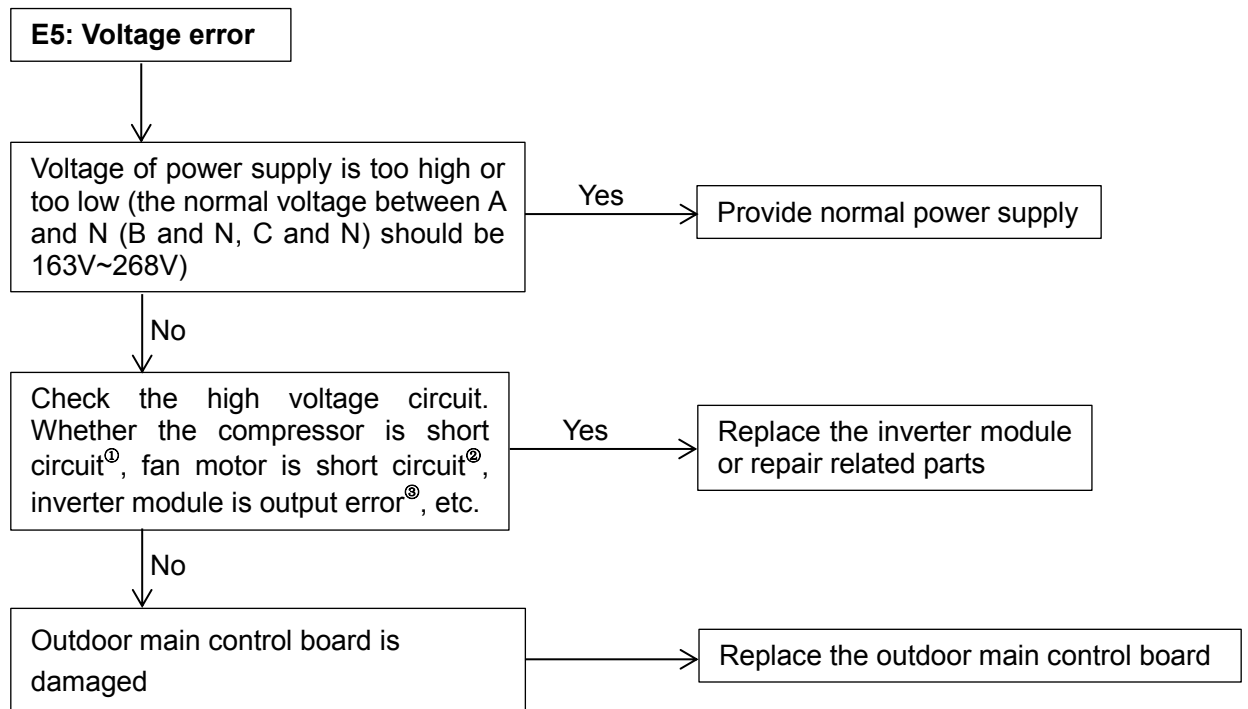 E5: Voltage error
Voltage of power supply is too high or
too low (the normal voltage between A
and N (B and N, C and N) should be
163V~268V)
Yes
Provide normal power supply
No
Check the high voltage circuit.
Whether the compressor is short
circuit①, fan motor is short circuit②,
inverter module is output error③, etc.
Yes
Replace the inverter module
or repair related parts
No
Outdoor main control board is
damaged
Replace the outdoor main control board